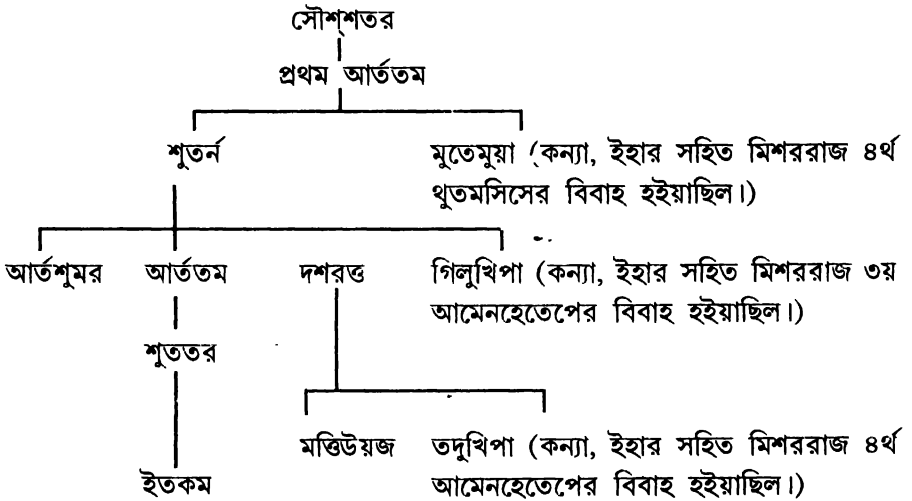 সৌশ্শতর
প্রথম আর্ততম
শুতর্ন মুতেমুয়া (কন্যা, ইহার সহিত মিশররাজ ৪র্থ
থুতমসিসের বিবাহ হইয়াছিল।)
আর্তশুমর আর্ততম দশরত্ত গিলুখিপা (কন্যা, ইহার সহিত মিশররাজ ৩য়
আমেনহেতেপের বিবাহ হইয়াছিল।)
শুততর
মত্তিউয়জ তদুখিপা (কন্যা, ইহার সহিত মিশররাজ ৪র্থ
ইতকম আমেনহেতেপের বিবাহ হইয়াছিল।)